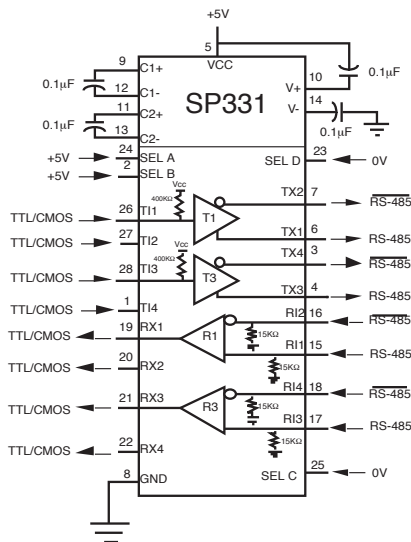 +5V
9
5
C1+
VCC
10
0.1µF
0.1µF
12
C1-
V+
11
C2+
SP331
14
V-
0.1µF
13
C2-
0.1µF
24
+5V
SEL A
23
0V
2
SEL D
+5V
SEL B
Vcc
TX2
7
RS-485
400KΩ
TTL/CMOS
26
TI1
T1
TX1
6
RS-485
TTL/CMOS
27
TI2
Vcc
TX4
3
RS-485
400KΩ
TTL/CMOS
28
TI3
T3
TX3
4
RS-485
TTL/CMOS
1
TI4
RI2
16
RS-485
TTL/CMOS
19
RX1
R1
15KΩ
RI1
15
RS-485
TTL/CMOS
20
RX2
15KΩ
RI4
18
RS-485
TTL/CMOS
21
RX3
R3
15KΩ
RI3
17
RS-485
15KΩ
TTL/CMOS
22
RX4
8
GND
SEL C
25
0V